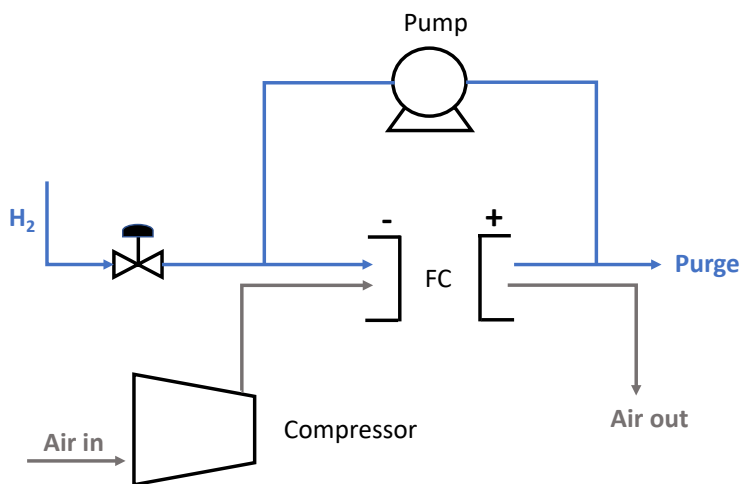 Pump
H₂
- +
FC
Purge
Compressor
Air in
Air out